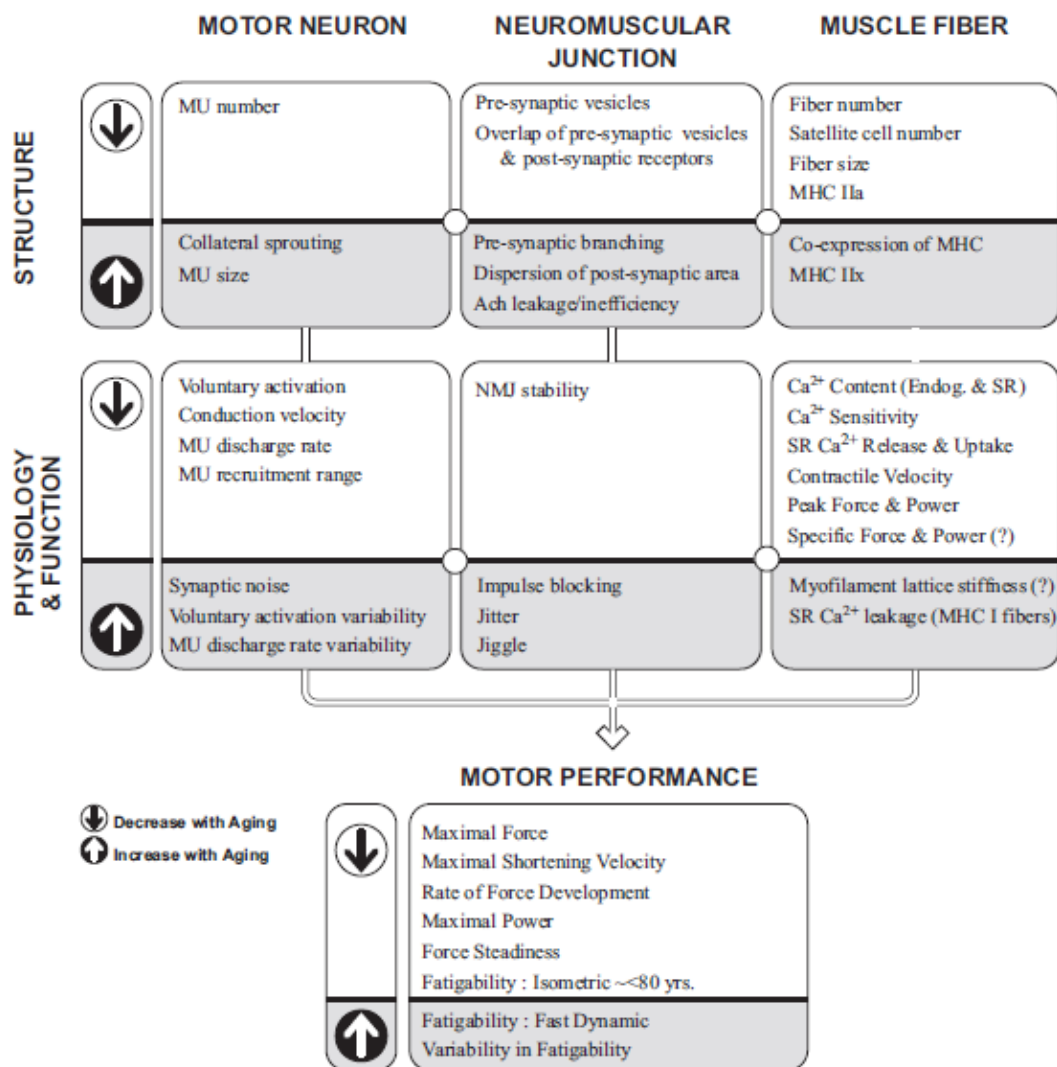 MOTOR NEURON
NEUROMUSCULAR
JUNCTION
MUSCLE FIBER
STRUCTURE
MU number
Pre-synaptic vesicles
Overlap of pre-synaptic vesicles
& post-synaptic receptors
Fiber number
Satellite cell number
Fiber size
MHC IIa
Collateral sprouting
MU size
Pre-synaptic branching
Dispersion of post-synaptic area
Ach leakage/inefficiency
Co-expression of MHC
MHC IIx
PHYSIOLOGY
& FUNCTION
Voluntary activation
Conduction velocity
MU discharge rate
MU recruitment range
NMJ stability
Ca²⁺ Content (Endog. & SR)
Ca²⁺ Sensitivity
SR Ca²⁺ Release & Uptake
Contractile Velocity
Peak Force & Power
Specific Force & Power (?)
Synaptic noise
Voluntary activation variability
MU discharge rate variability
Impulse blocking
Jitter
Jiggle
Myofilament lattice stiffness (?)
SR Ca²⁺ leakage (MHC I fibers)
MOTOR PERFORMANCE
Decrease with Aging
Increase with Aging
Maximal Force
Maximal Shortening Velocity
Rate of Force Development
Maximal Power
Force Steadiness
Fatigability : Isometric ~<80 yrs.
Fatigability : Fast Dynamic
Variability in Fatigability